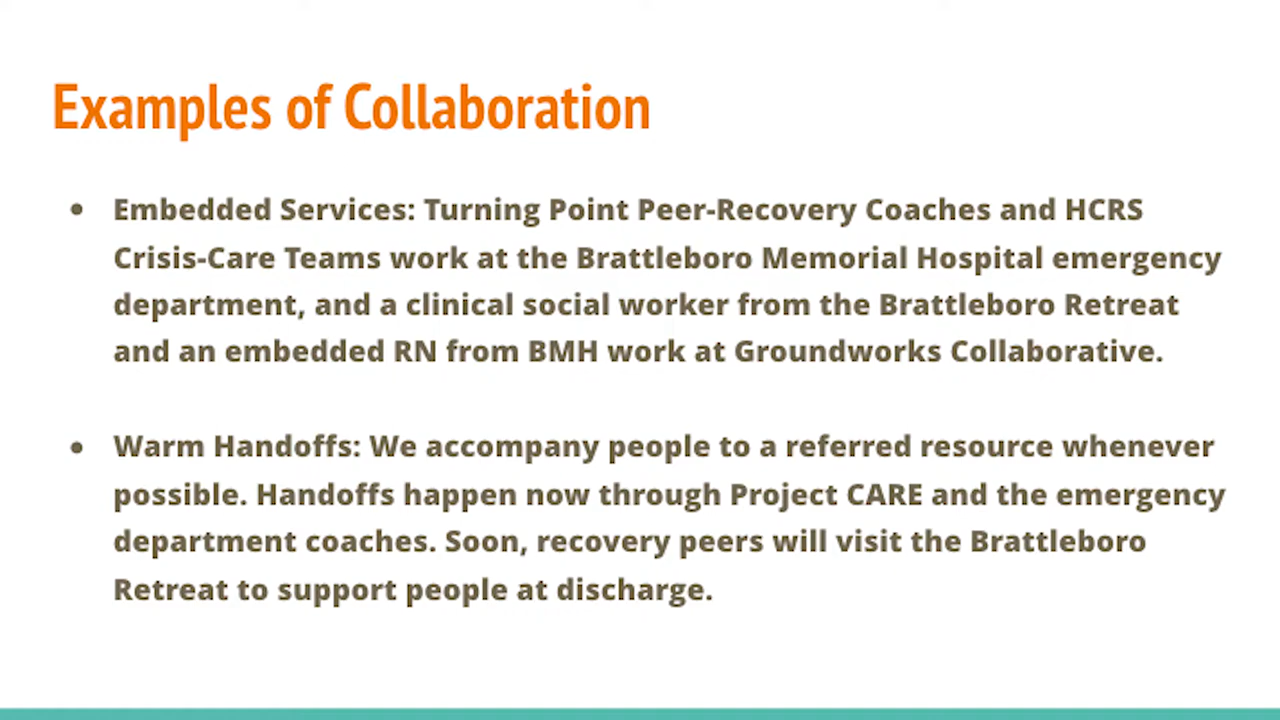 Examples of Collaboration
• Embedded Services: Turning Point Peer-Recovery Coaches and HCRS
Crisis-Care Teams work at the Brattleboro Memorial Hospital emergency
department, and a clinical social worker from the Brattleboro Retreat
and an embedded RN from BMH work at Groundworks Collaborative.
• Warm Handoffs: We accompany people to a referred resource whenever
possible. Handoffs happen now through Project CARE and the emergency
department coaches. Soon, recovery peers will visit the Brattleboro
Retreat to support people at discharge.